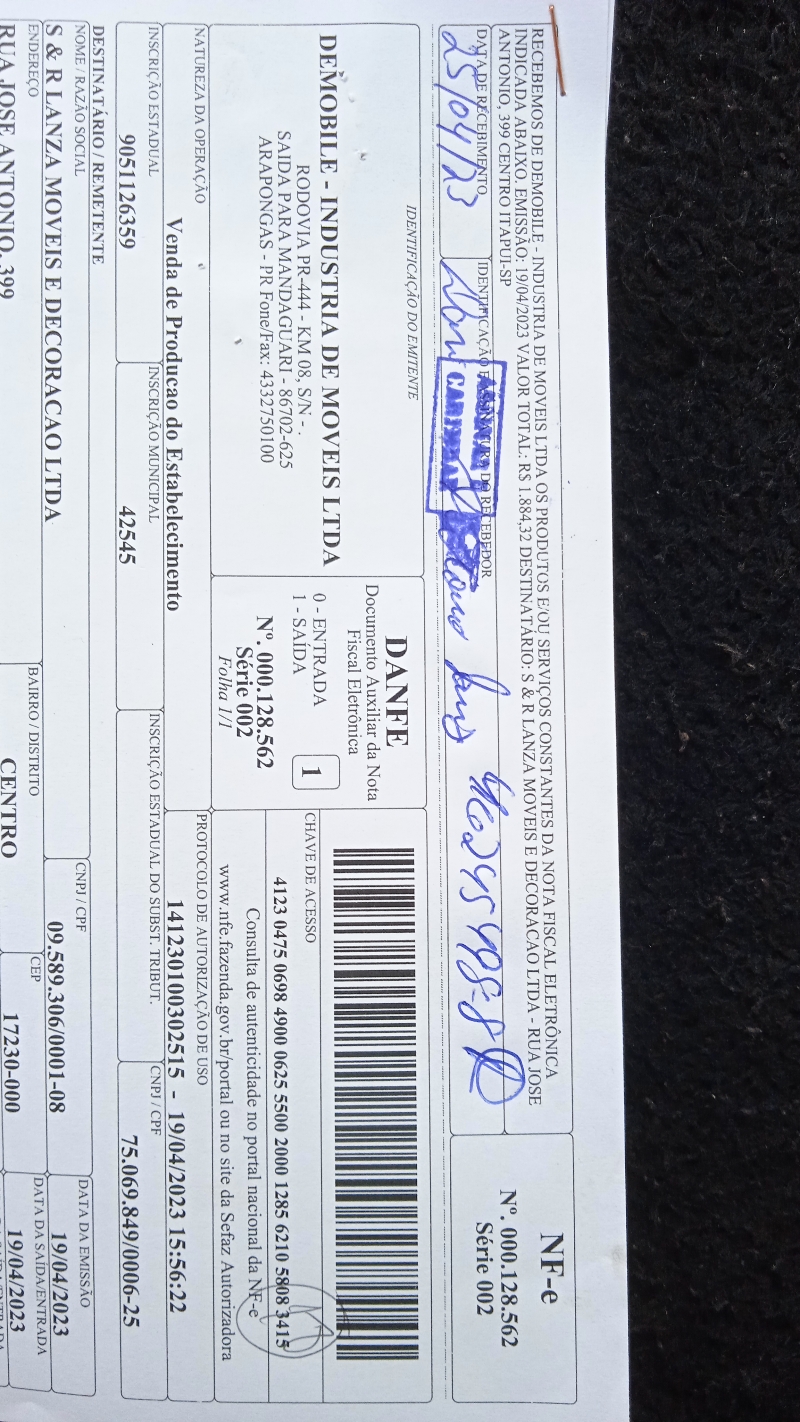 RECEBEMOS DE DEMOBILE - INDUSTRIA DE MOVEIS LTDA OS PRODUTOS E/OU SERVIÇOS CONSTANTES DA NOTA FISCAL ELETRÔNICA
INDICADA ABAIXO. EMISSÃO: 19/04/2023 VALOR TOTAL: R$ 1.884,32 DESTINATÁRIO: S & R LANZA MOVEIS E DECORACAO LTDA - RUA JOSE
ANTONIO, 399 CENTRO ITAPUI-SP
NF-e
Nº. 000.128.562
Série 002
DATA DE RECEBIMENTO
25/04/23
IDENTIFICAÇÃO E ASSINATURA DO RECEBEDOR
IDENTIFICAÇÃO DO EMITENTE
DEMOBILE - INDUSTRIA DE MOVEIS LTDA
RODOVIA PR-444 - KM 08, S/N - .
SAIDA PARA MANDAGUARI - 86702-625
ARAPONGAS - PR Fone/Fax: 4332750100
DANFE
Documento Auxiliar da Nota
Fiscal Eletrônica
0 - ENTRADA
1 - SAÍDA
1
Nº. 000.128.562
Série 002
Folha 1/1
CHAVE DE ACESSO
4123 0475 0698 4900 0625 5500 2000 1285 6210 5808 3415
Consulta de autenticidade no portal nacional da NF-e
www.nfe.fazenda.gov.br/portal ou no site da Sefaz Autorizadora
NATUREZA DA OPERAÇÃO
Venda de Producao do Estabelecimento
PROTOCOLO DE AUTORIZAÇÃO DE USO
141230100302515 - 19/04/2023 15:56:22
INSCRIÇÃO ESTADUAL
9051126359
INSCRIÇÃO MUNICIPAL
42545
INSCRIÇÃO ESTADUAL DO SUBST. TRIBUT.
CNPJ / CPF
75.069.849/0006-25
DESTINATÁRIO / REMETENTE
NOME / RAZÃO SOCIAL
S & R LANZA MOVEIS E DECORACAO LTDA
CNPJ / CPF
09.589.306/0001-08
DATA DA EMISSÃO
19/04/2023
ENDEREÇO
RUA JOSE ANTONIO, 399
BAIRRO / DISTRITO
CENTRO
CEP
17230-000
DATA DA SAÍDA/ENTRADA
19/04/2023